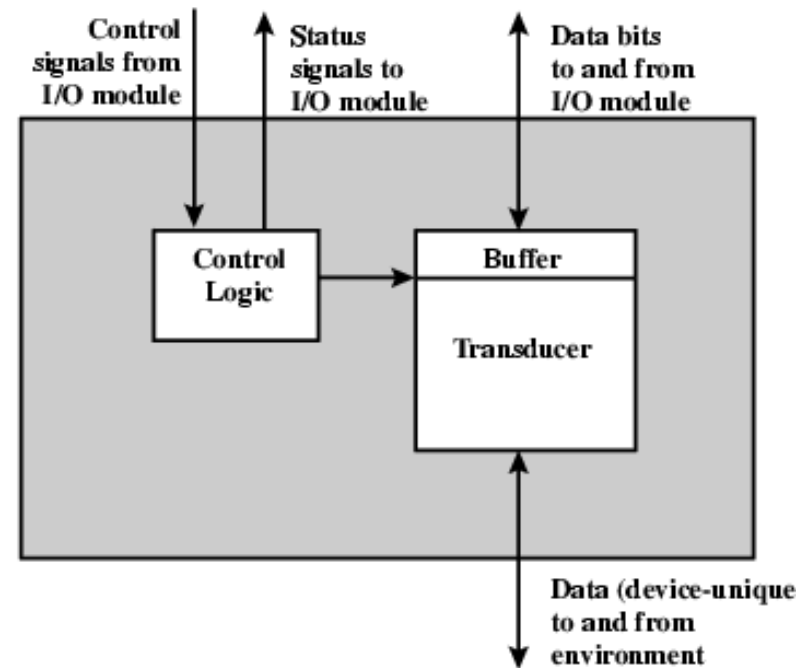 Control
signals from
I/O module
Status
signals to
I/O module
Data bits
to and from
I/O module
Control
Logic
Buffer
Transducer
Data (device-unique
to and from
environment